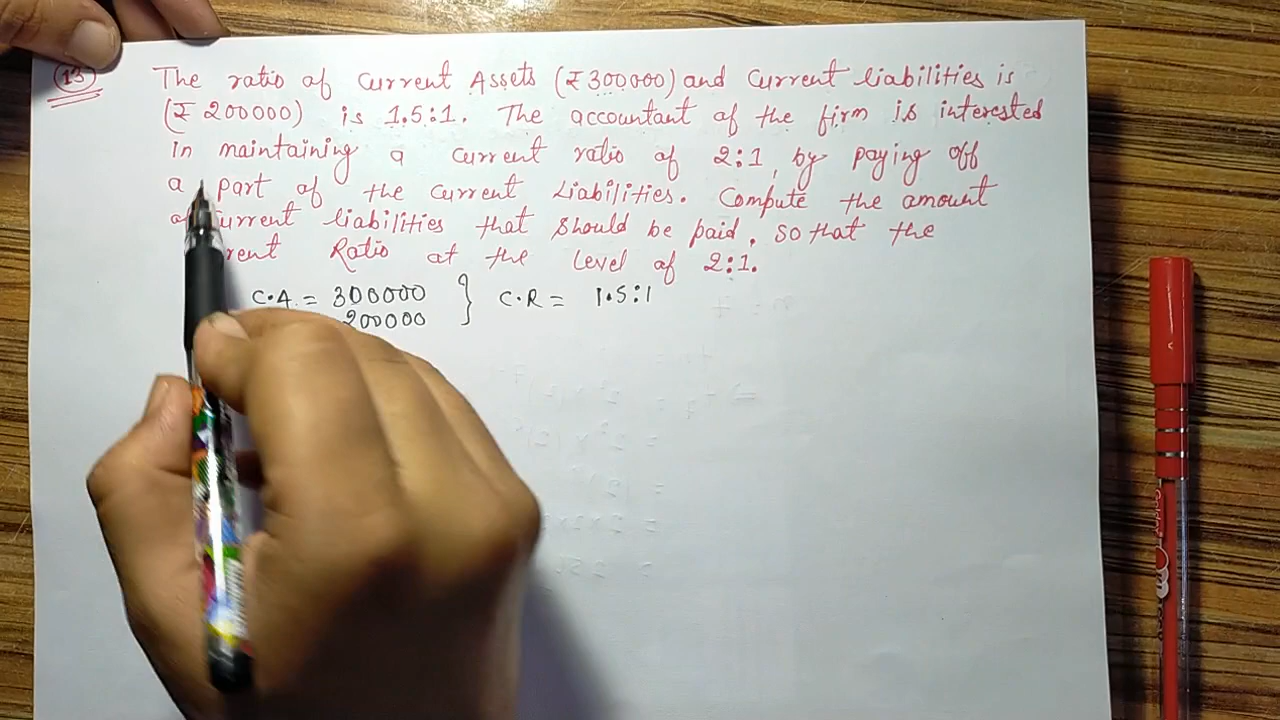 13 The ratio of Current Assets (₹300000) and Current liabilities is
(₹ 200000) is 1.5:1. The accountant of the firm is interested
In maintaining a current ratio of 2:1, by paying off
a part of the current Liabilities. Compute the amount
current liabilities that should be paid, so that the
Ratio at the level of 2:1.
C.A. = 300000 } C.R = 1.5:1
200000